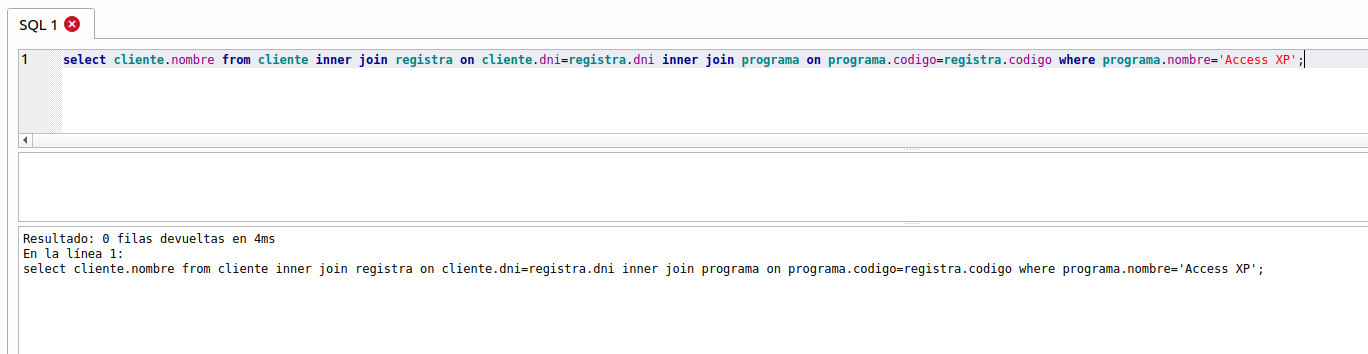 SQL 1
1
select cliente.nombre from cliente inner join registra on cliente.dni=registra.dni inner join programa on programa.codigo=registra.codigo where programa.nombre='Access XP';
Resultado: 0 filas devueltas en 4ms
En la línea 1:
select cliente.nombre from cliente inner join registra on cliente.dni=registra.dni inner join programa on programa.codigo=registra.codigo where programa.nombre='Access XP';